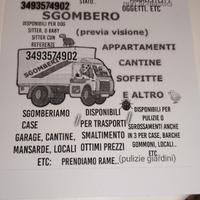 STATO..
3493574902
OGGETTI, ETC
SGOMBERO
DISPONIBILI PER DOG
SITTER, O BABY
SITTER CON
REFERENZE
(previa visione)
3493574902
APPARTAMENTI
CANTINE
SOFFITTE
E ALTRO
SGOMBERO
SGOMBERIAMO
CASE
GARAGE, CANTINE,
MANSARDE, LOCALI
ETC:
DISPONIBILI
PER TRASPORTI
SMALTIMENTO
OTTIMI PREZZI
PRENDIAMO RAME...
DISPONIBILI PER
PULIZIE O
SGROSSAMENTI ANCHE
IN 3 PER CASE, BARCHE
GOMMONI, LOCALI..
ETC.
(pulizie giardini)